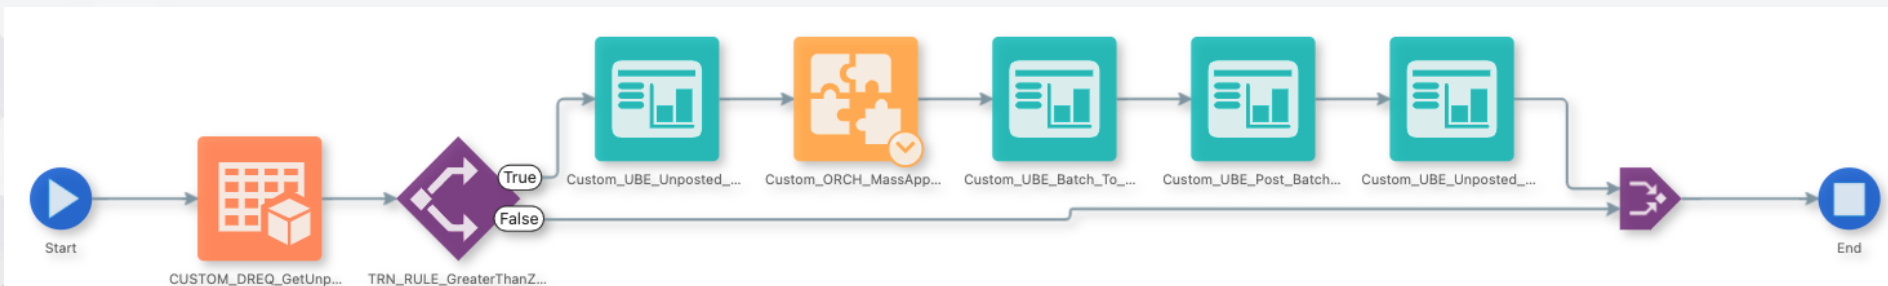 True
Custom_UBE_Unposted_...
Custom_ORCH_MassApp...
Custom_UBE_Batch_To_...
Custom_UBE_Post_Batch...
Custom_UBE_Unposted_...
False
Start
End
CUSTOM_DREQ_GetUnp...
TRN_RULE_GreaterThanZ...